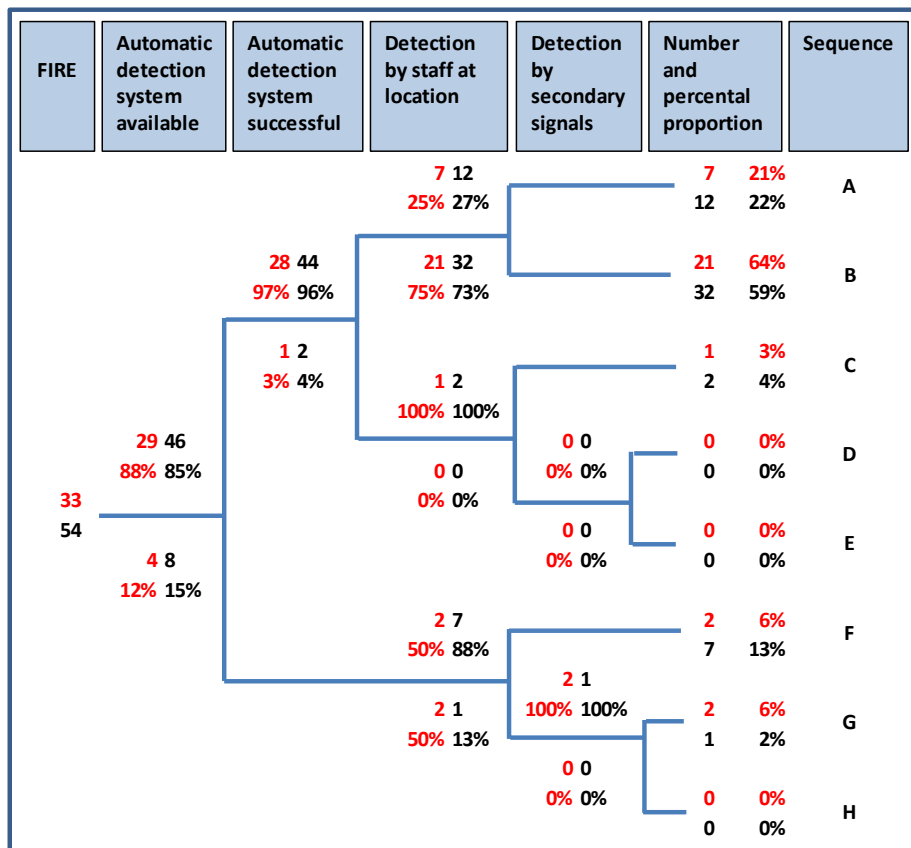 FIRE
Automatic
detection
system
available
Automatic
detection
system
successful
Detection
by staff at
location
Detection
by
secondary
signals
Number
and
percental
proportion
Sequence
7 12
25% 27%
7 21%
12 22%
A
28 44
97% 96%
21 32
75% 73%
21 64%
32 59%
B
1 2
3% 4%
1 2
100% 100%
1 3%
2 4%
C
29 46
88% 85%
0 0
0% 0%
0 0
0% 0%
0 0%
0 0%
D
33
54
4 8
12% 15%
0 0
0% 0%
0 0%
0 0%
E
2 7
50% 88%
2 6%
7 13%
F
2 1
50% 13%
2 1
100% 100%
2 6%
1 2%
G
0 0
0% 0%
0 0%
0 0%
H